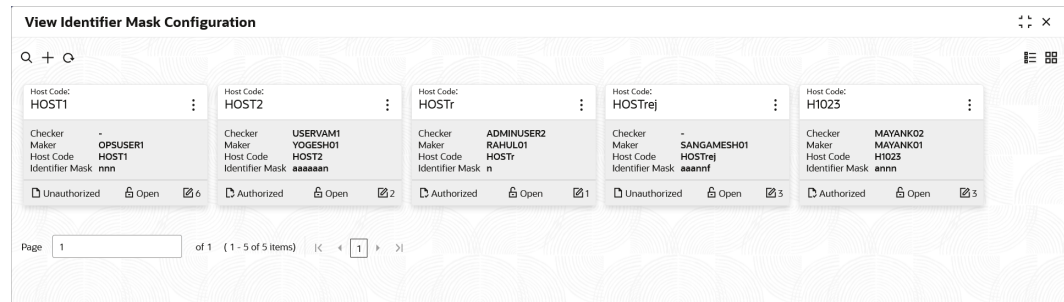 View Identifier Mask Configuration
Host Code:
HOST1
Checker -
Maker OPSUSER1
Host Code HOST1
Identifier Mask nnn
Unauthorized Open 6
Host Code:
HOST2
Checker USERVAM1
Maker YOGESH01
Host Code HOST2
Identifier Mask aaaaaan
Authorized Open 2
Host Code:
HOSTr
Checker ADMINUSER2
Maker RAHUL01
Host Code HOSTr
Identifier Mask n
Authorized Open 1
Host Code:
HOSTrej
Checker -
Maker SANGAMESH01
Host Code HOSTrej
Identifier Mask aaannf
Unauthorized Open 3
Host Code:
H1023
Checker MAYANK02
Maker MAYANK01
Host Code H1023
Identifier Mask annn
Authorized Open 3
Page 1 of 1 ( 1 - 5 of 5 items) 1